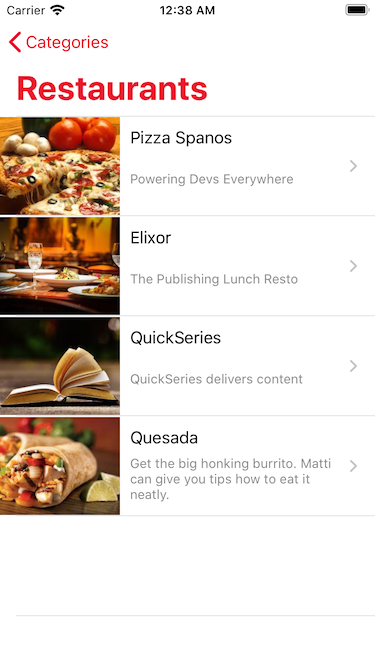 Carrier 12:38 AM
Categories
Restaurants
Pizza Spanos
Powering Devs Everywhere
Elixor
The Publishing Lunch Resto
QuickSeries
QuickSeries delivers content
Quesada
Get the big honking burrito. Matti
can give you tips how to eat it
neatly.